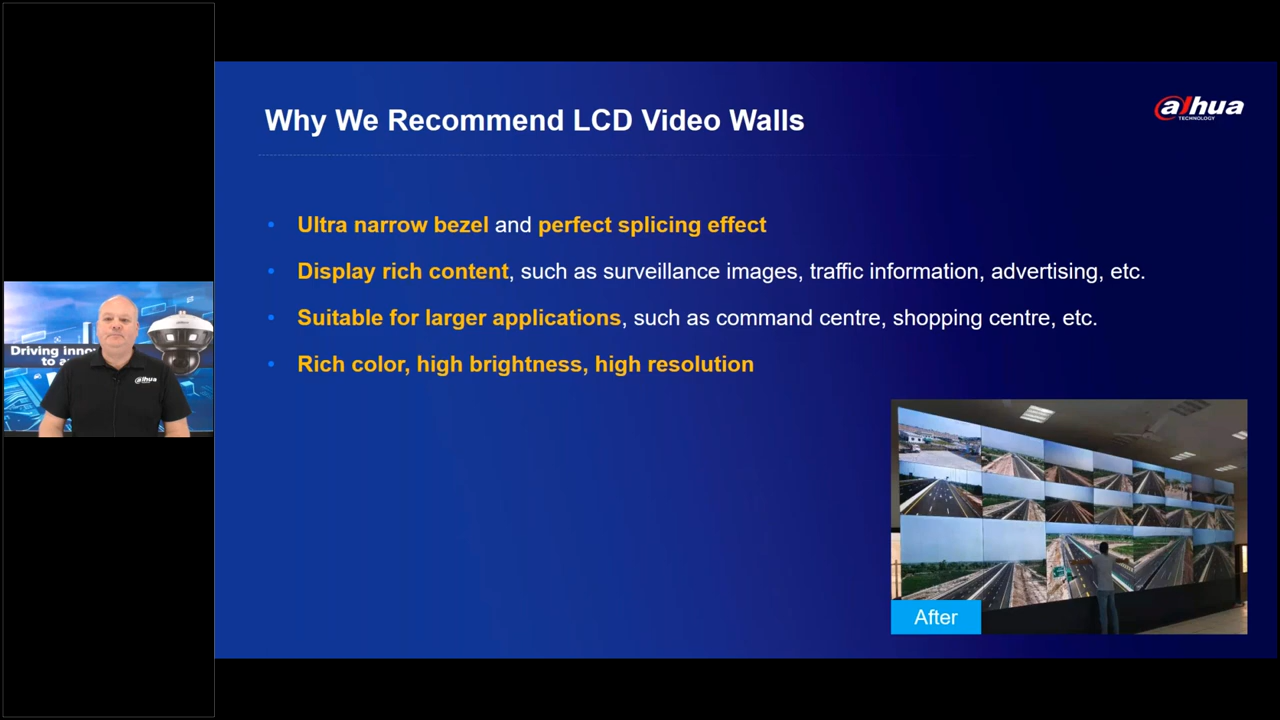 Why We Recommend LCD Video Walls
alhua
TECHNOLOGY
• Ultra narrow bezel and perfect splicing effect
• Display rich content, such as surveillance images, traffic information, advertising, etc.
• Suitable for larger applications, such as command centre, shopping centre, etc.
• Rich color, high brightness, high resolution
Driving inno
to a
alhua
After